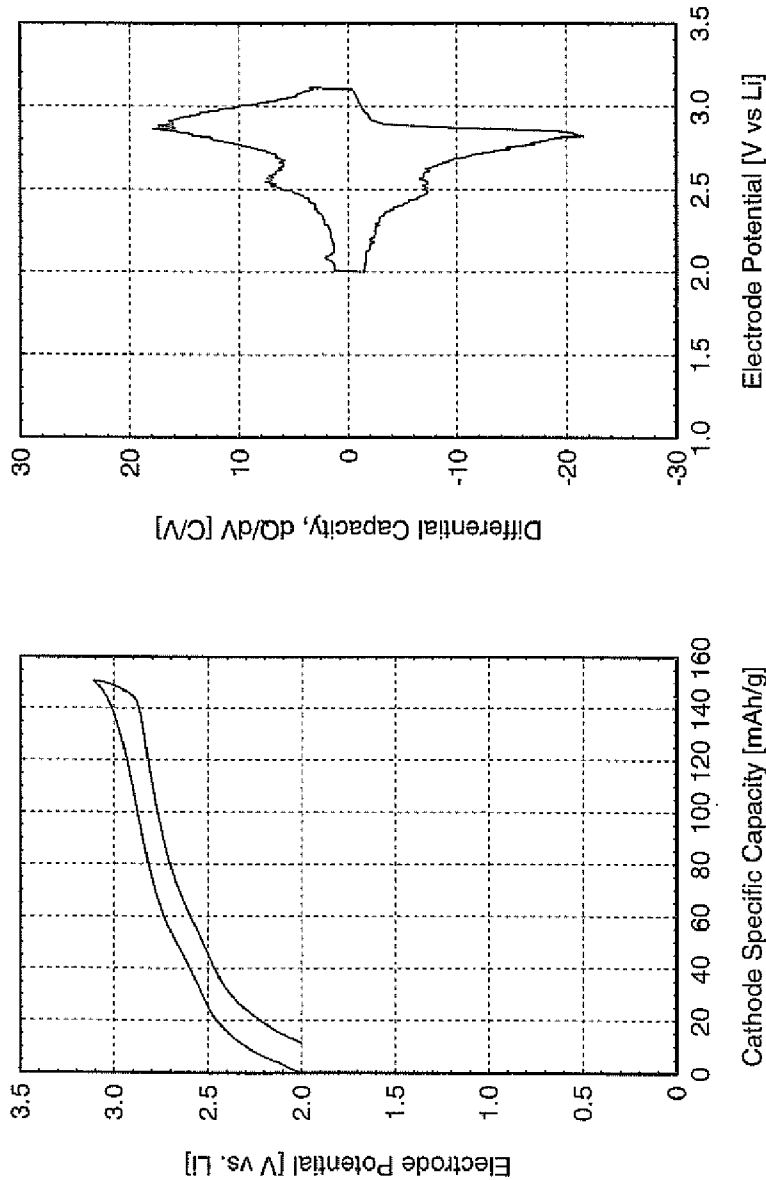 3.5
3.0
2.5
2.0
1.5
1.0
0.5
0
Electrode Potential [V vs. Li]
0 20 40 60 80 100 120 140 160
Cathode Specific Capacity [mAh/g]
30
20
10
0
-10
-20
-30
Differential Capacity, dQ/dV [C/V]
1.0 1.5 2.0 2.5 3.0 3.5
Electrode Potential [V vs Li]